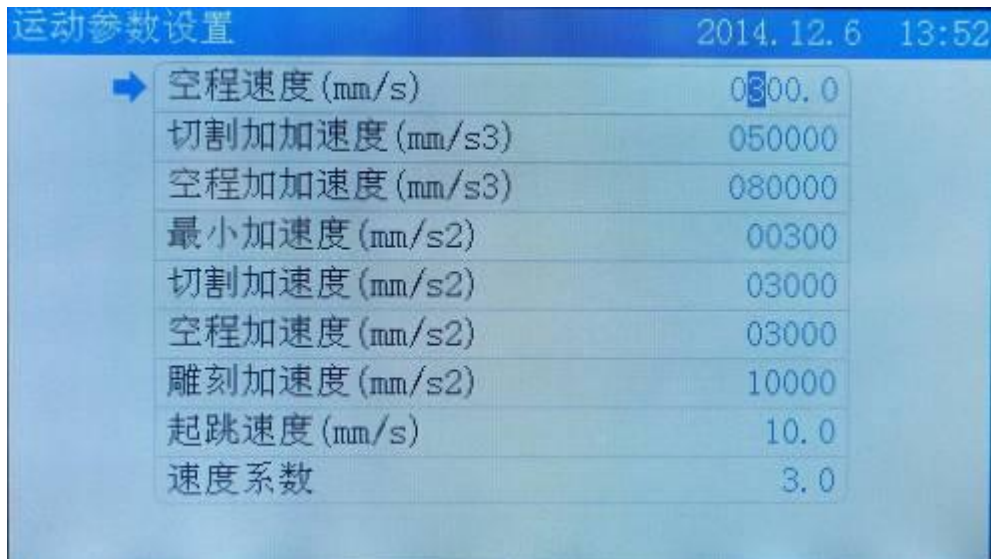 运动参数设置 2014.12.6 13:52
空程速度(mm/s) 0300.0
切割加加速度(mm/s3) 050000
空程加加速度(mm/s3) 080000
最小加速度(mm/s2) 00300
切割加速度(mm/s2) 03000
空程加速度(mm/s2) 03000
雕刻加速度(mm/s2) 10000
起跳速度(mm/s) 10.0
速度系数 3.0